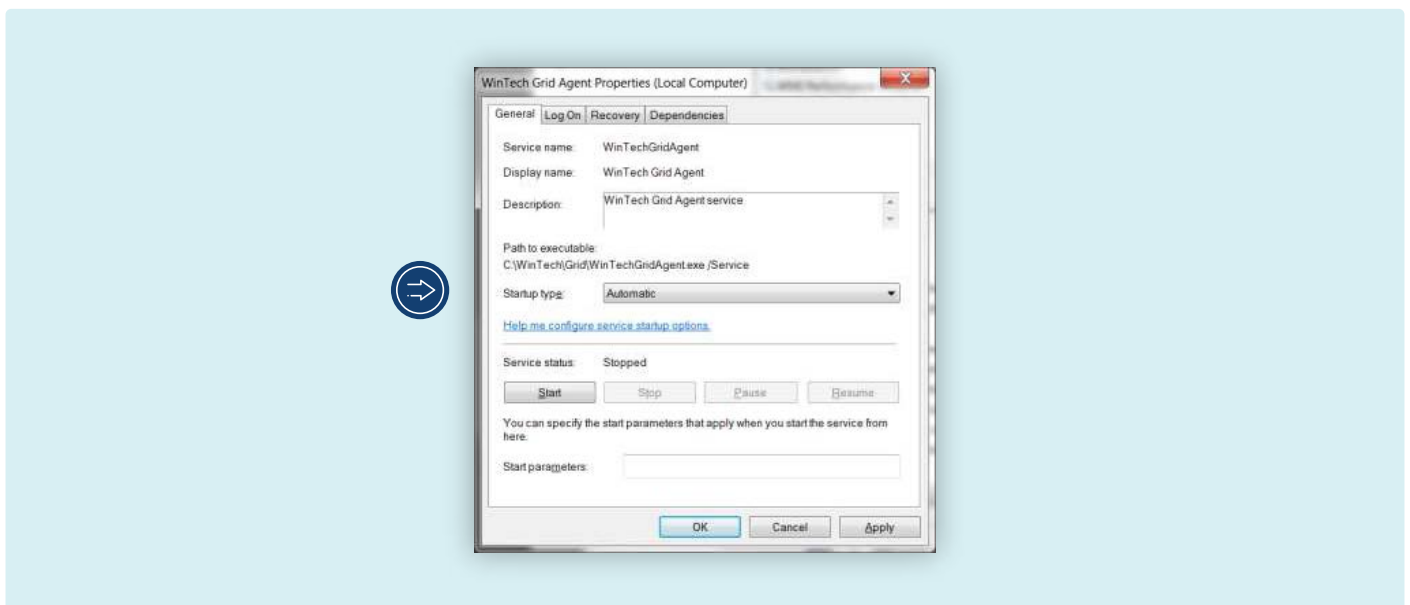 WinTech Grid Agent Properties (Local Computer)
General Log On Recovery Dependencies
Service name: WinTechGridAgent
Display name: WinTech Grid Agent
Description: WinTech Grid Agent service
Path to executable:
C:\WinTech\Grid\WinTechGridAgent.exe /Service
Startup type: Automatic
Help me configure service startup options.
Service status: Stopped
Start Stop Pause Resume
You can specify the start parameters that apply when you start the service from
here.
Start parameters:
OK Cancel Apply